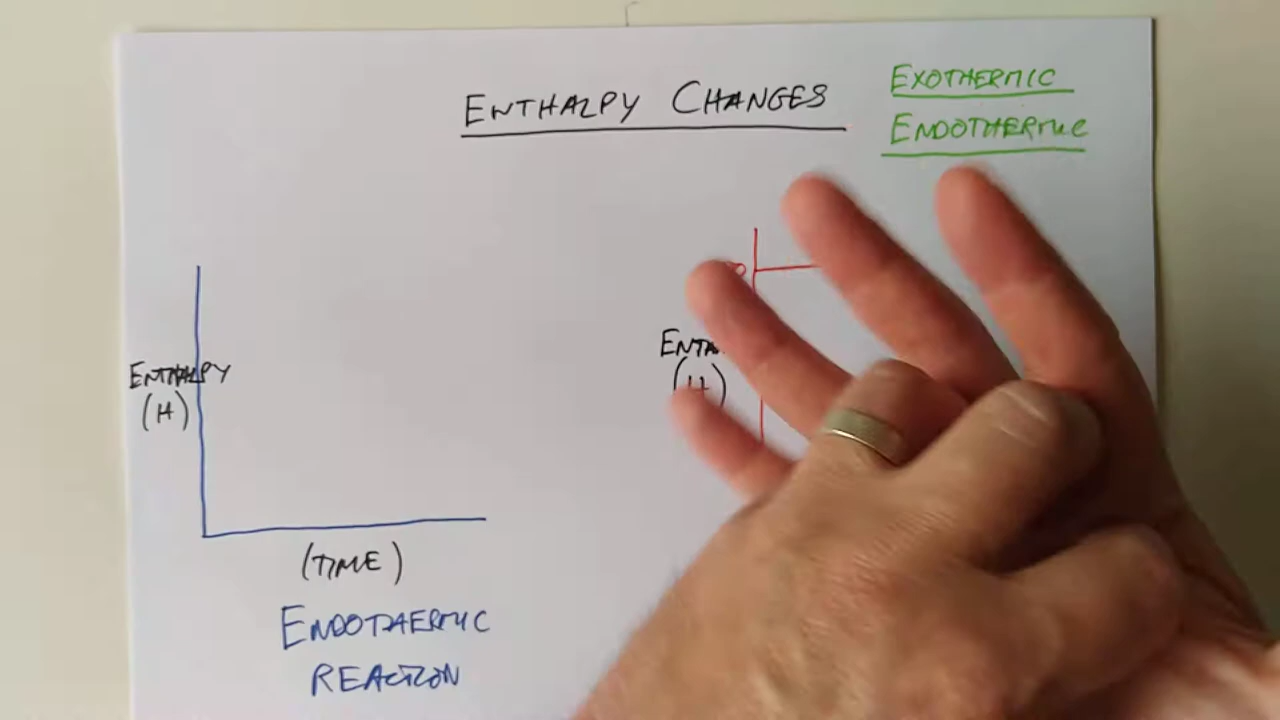 ENTHALPY CHANGES
EXOTHERMIC
ENDOTHERMIC
ENTHALPY
(H)
(TIME)
ENDOTHERMIC
REACTION
(H)